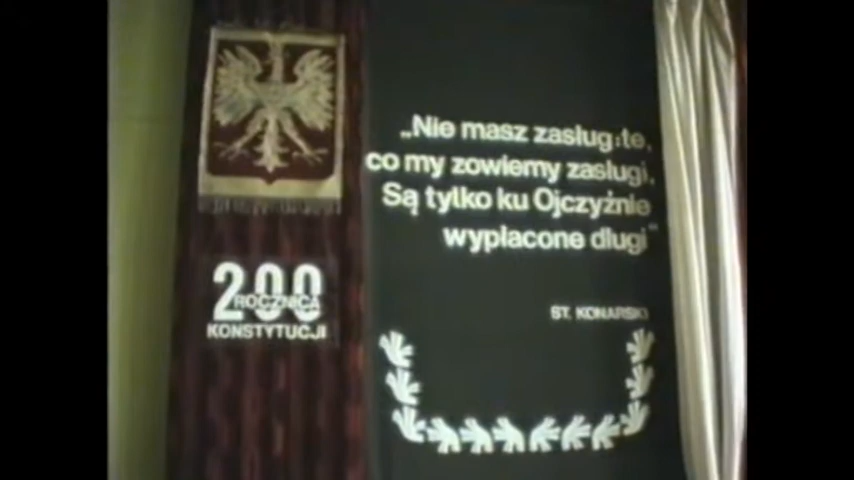 200
ROCZNICA
KONSTYTUCJI
„Nie masz zasług: te,
co my zowiemy zasługi,
Są tylko ku Ojczyźnie
wypłacone długi"
ST. KONARSKI